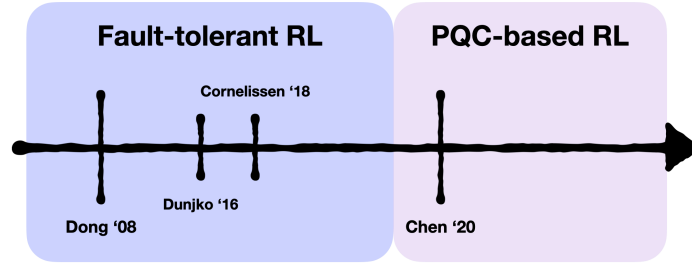 Fault-tolerant RL
PQC-based RL
Cornelissen ‘18
Dunjko ‘16
Dong ‘08
Chen ‘20